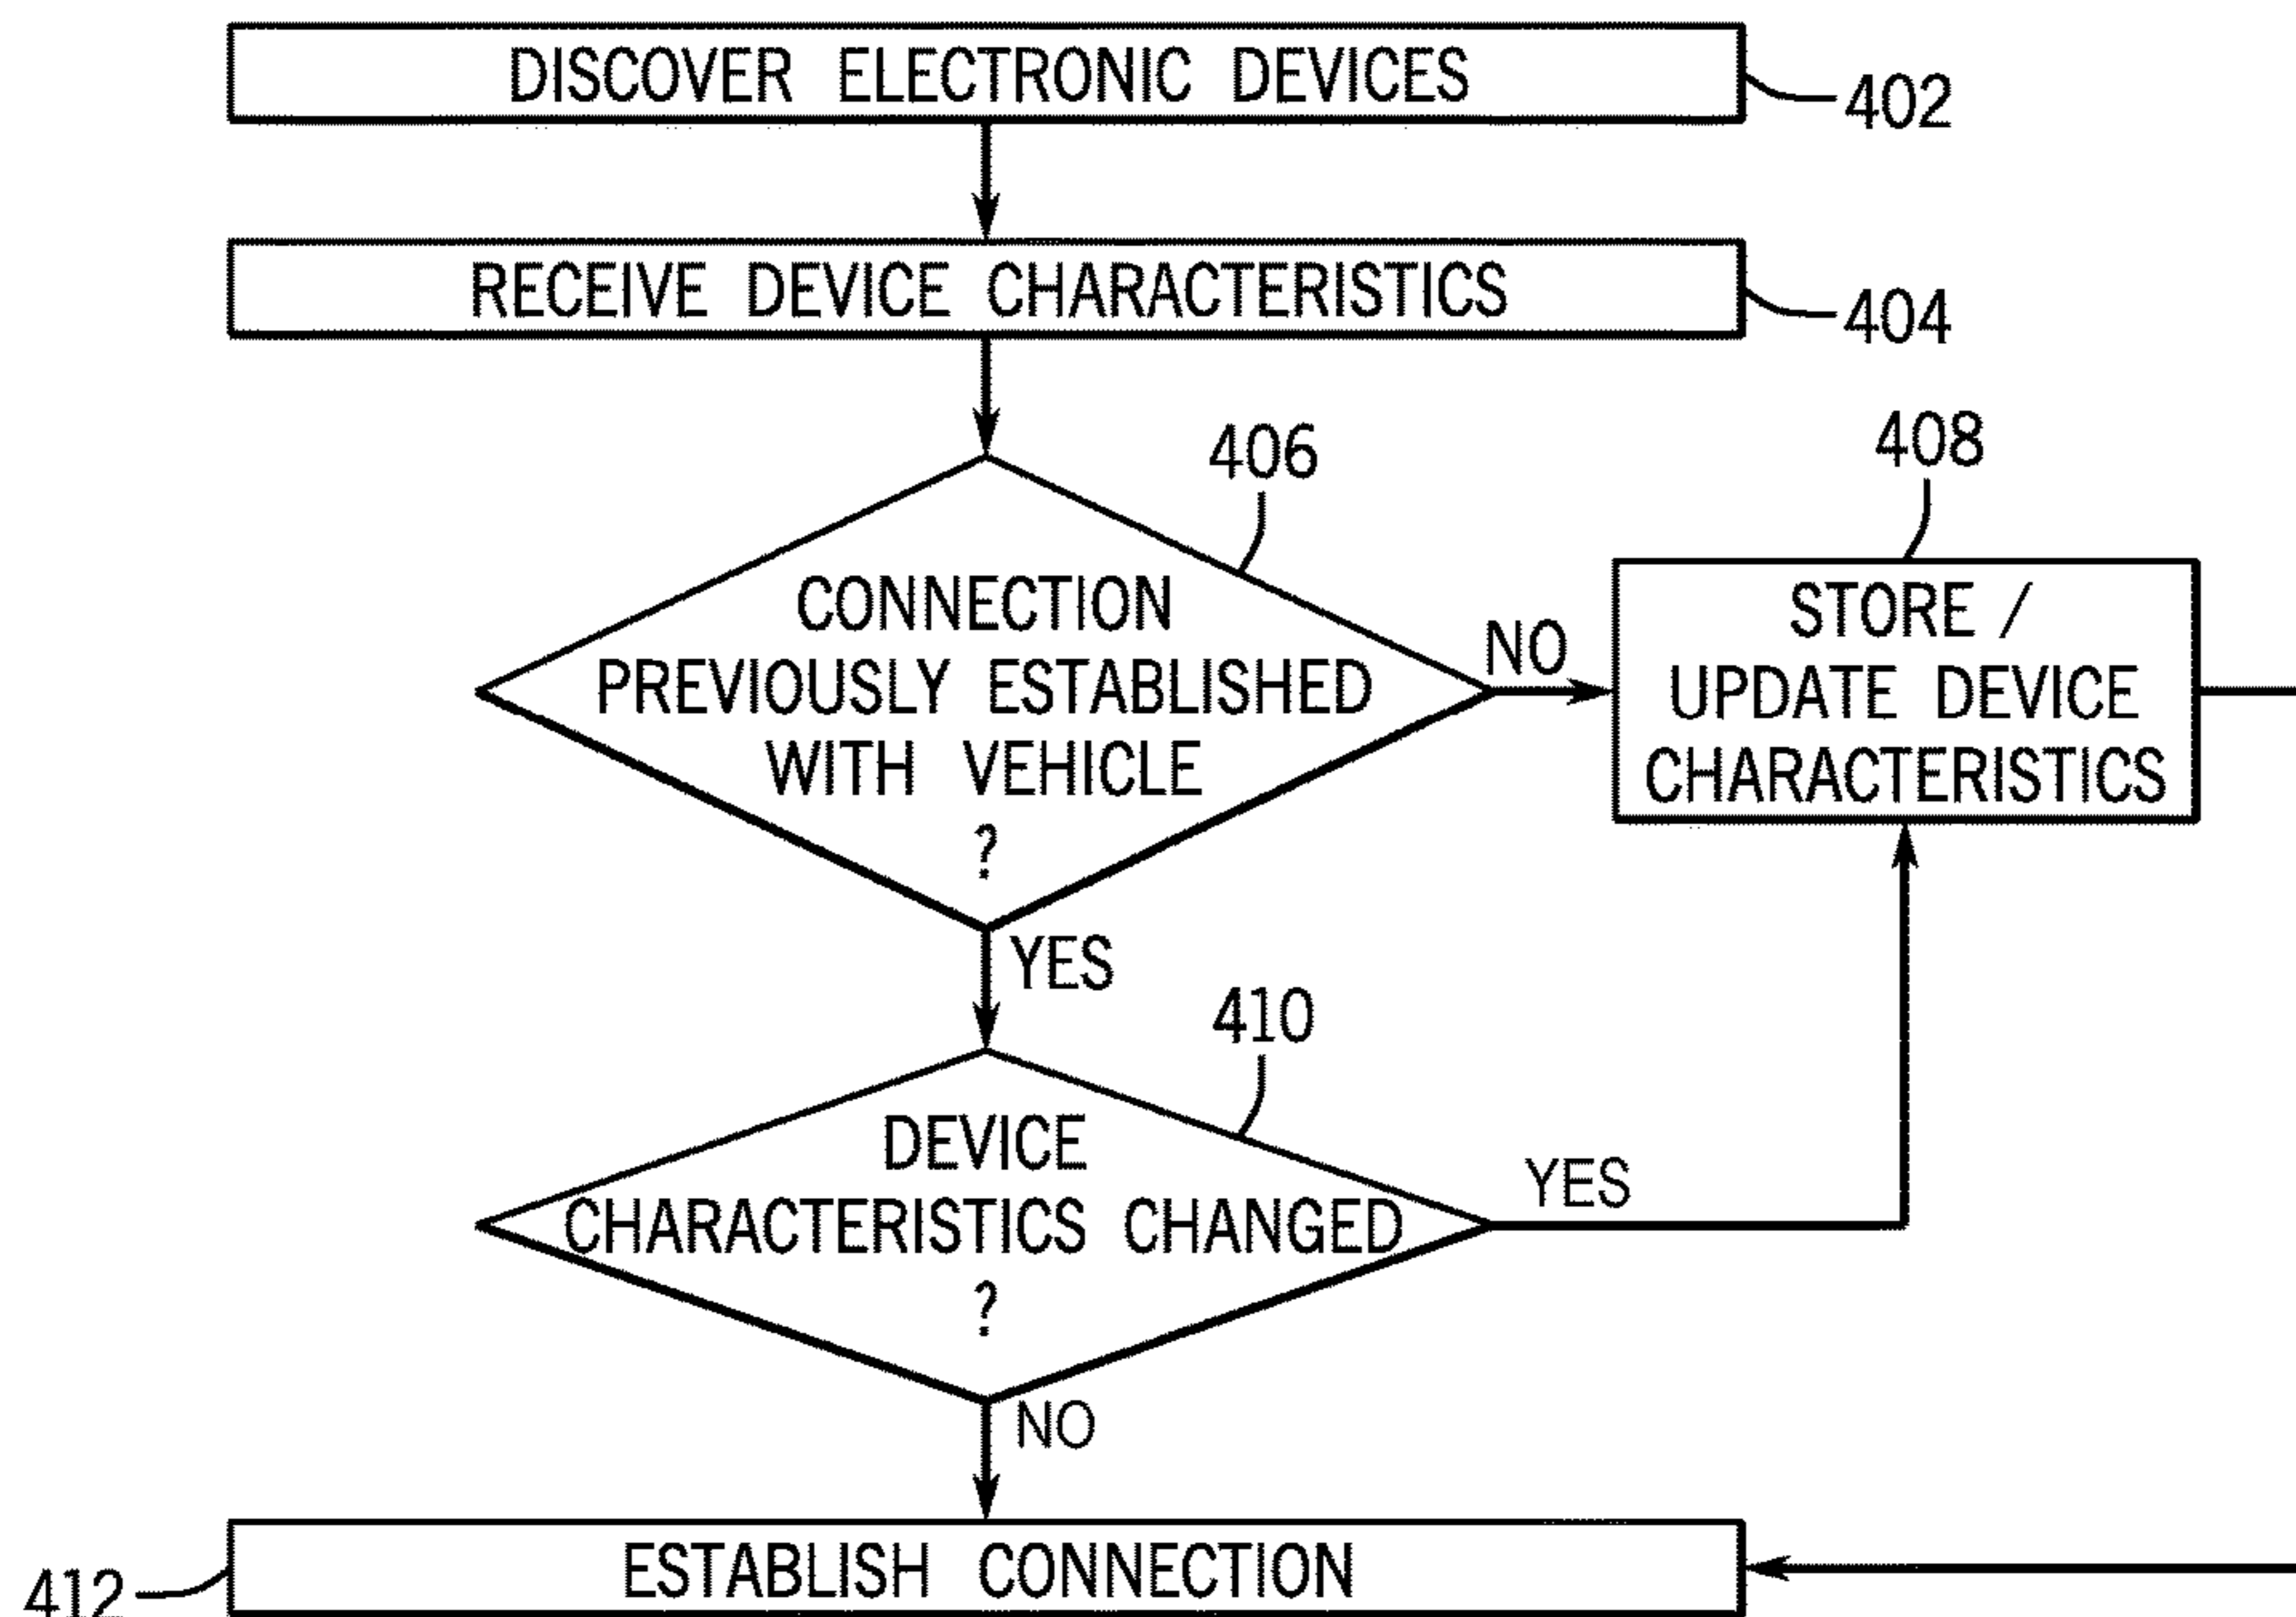 DISCOVER ELECTRONIC DEVICES
402
RECEIVE DEVICE CHARACTERISTICS
404
406
CONNECTION
PREVIOUSLY ESTABLISHED
WITH VEHICLE
?
NO
408
STORE /
UPDATE DEVICE
CHARACTERISTICS
YES
410
DEVICE
CHARACTERISTICS CHANGED
?
YES
NO
412
ESTABLISH CONNECTION